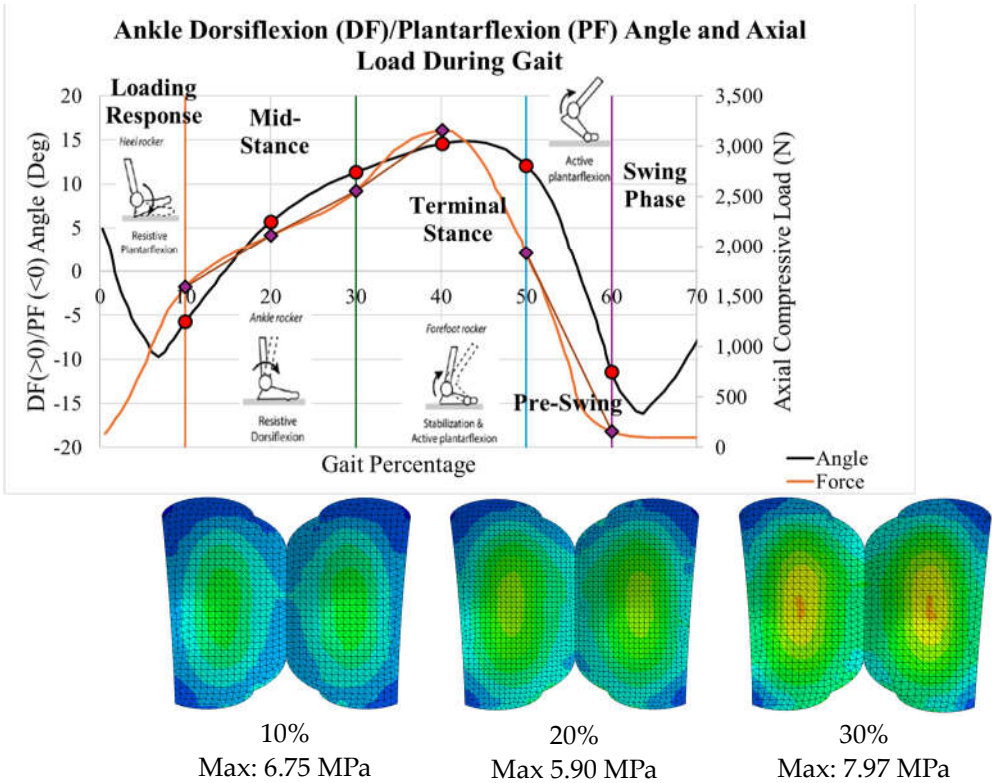 Ankle Dorsiflexion (DF)/Plantarflexion (PF) Angle and Axial
Load During Gait
DF(>0)/PF (<0) Angle (Deg)
20
15
10
5
0
-5
-10
-15
-20
Loading
Response
Heel rocker
Resistive
Plantarflexion
Mid-
Stance
Ankle rocker
Resistive
Dorsiflexion
Terminal
Stance
Forefoot rocker
Stabilization &
Active plantarflexion
Active
plantarflexion
Pre-Swing
Swing
Phase
0
10
20
30
40
50
60
70
Gait Percentage
3,500
3,000
2,500
2,000
1,500
1,000
500
0
Axial Compressive Load (N)
Angle
Force
10%
Max: 6.75 MPa
20%
Max 5.90 MPa
30%
Max: 7.97 MPa